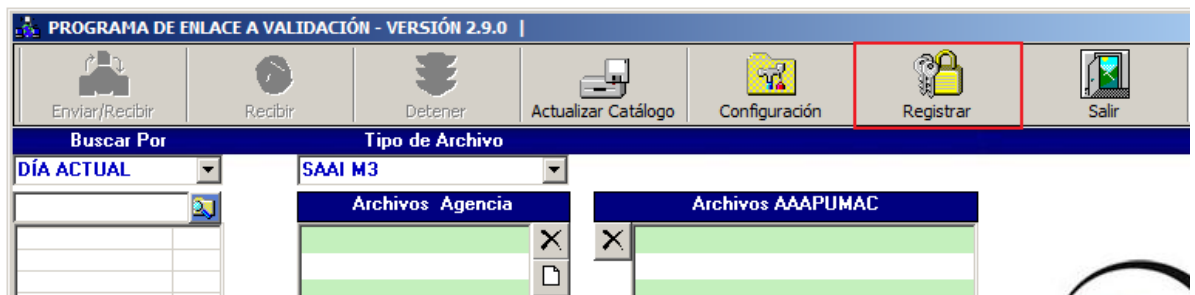 PROGRAMA DE ENLACE A VALIDACIÓN - VERSIÓN 2.9.0 |
Enviar/Recibir Recibir Detener Actualizar Catálogo Configuración Registrar Salir
Buscar Por Tipo de Archivo
DÍA ACTUAL SAAI M3
Archivos Agencia Archivos AAAPUMAC